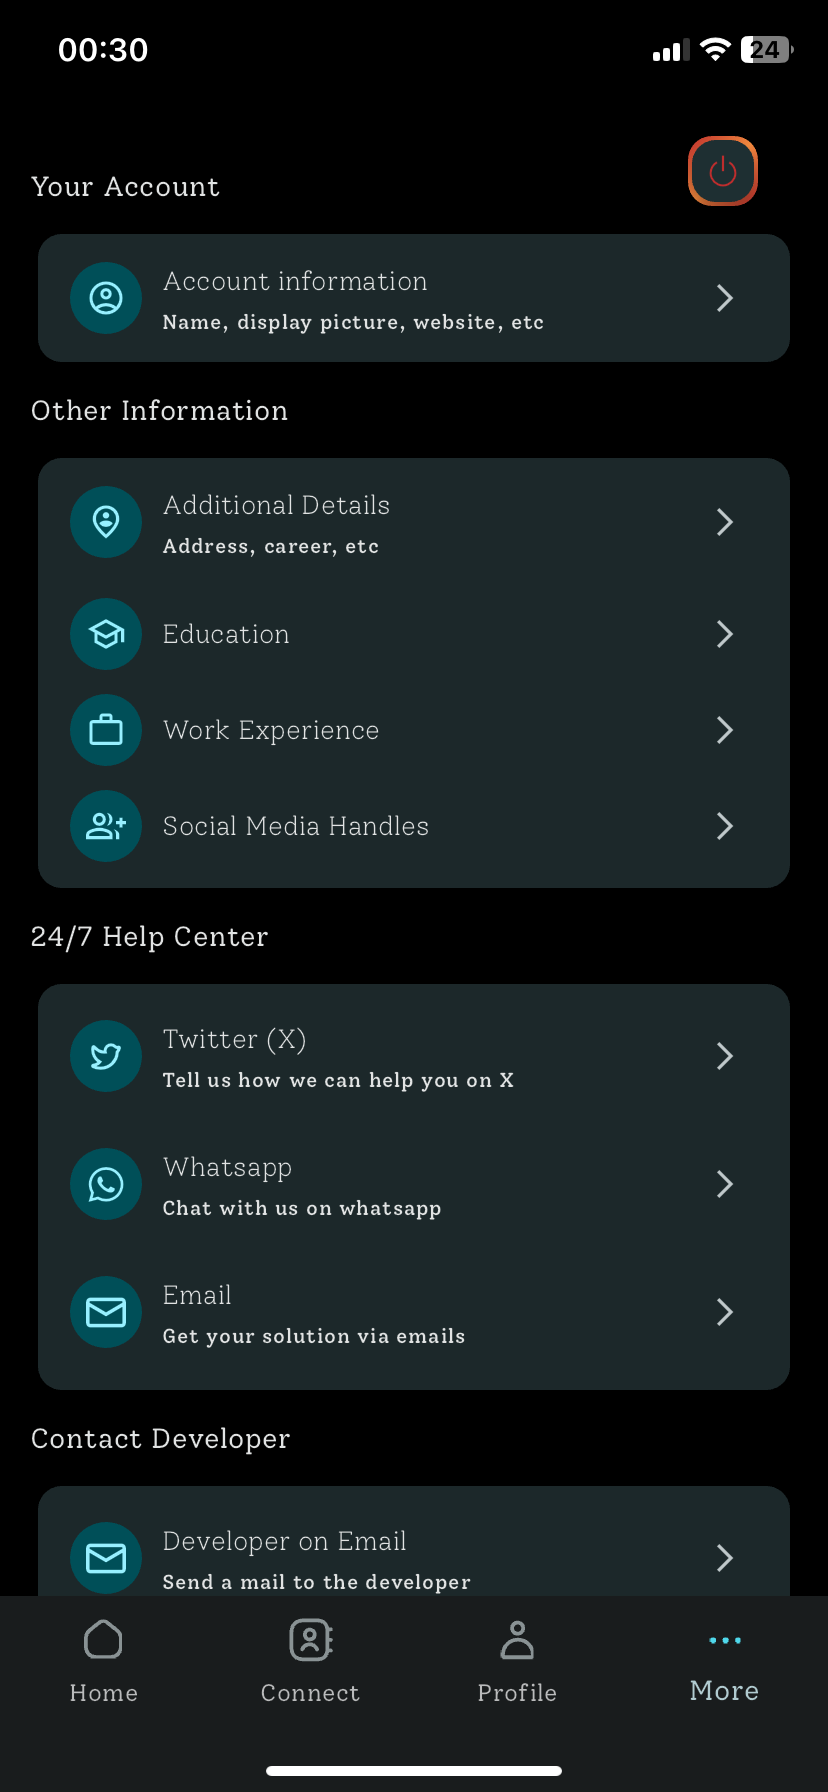 00:30
24
Your Account
Account information
Name, display picture, website, etc
Other Information
Additional Details
Address, career, etc
Education
Work Experience
Social Media Handles
24/7 Help Center
Twitter (X)
Tell us how we can help you on X
Whatsapp
Chat with us on whatsapp
Email
Get your solution via emails
Contact Developer
Developer on Email
Send a mail to the developer
Home
Connect
Profile
More